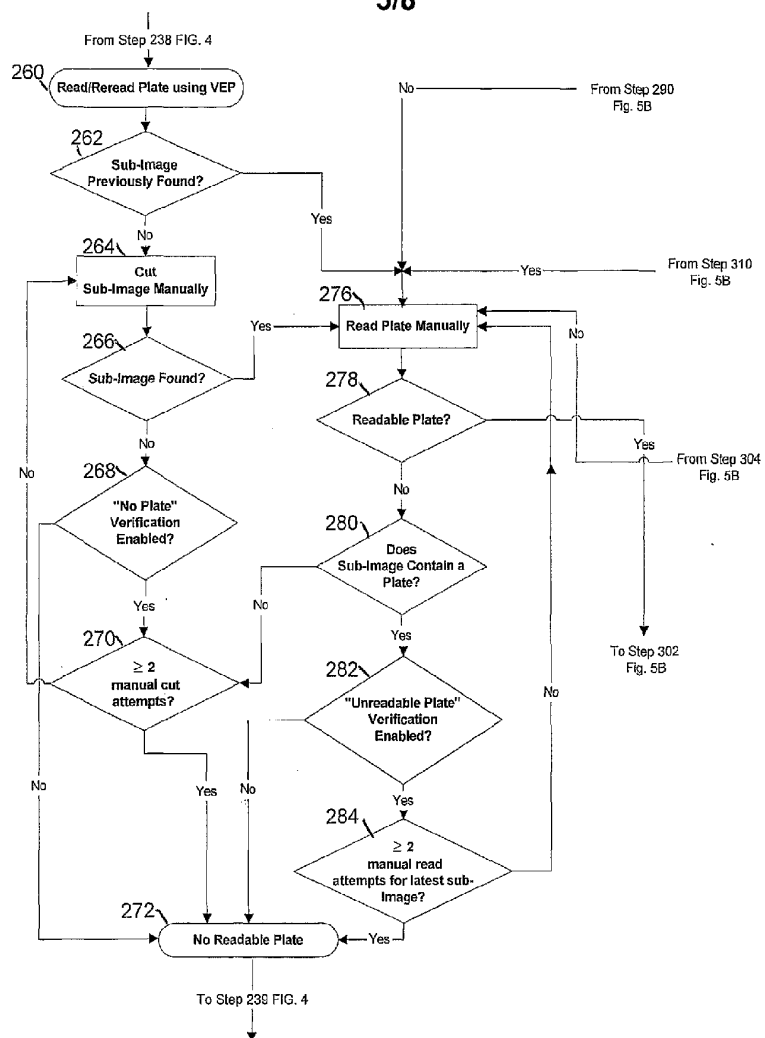 5/8
From Step 238 FIG. 4
260
Read/Reread Plate using VEP
No
From Step 290
Fig. 5B
262
Sub-Image
Previously Found?
Yes
No
264
Cut
Sub-Image Manually
Yes
From Step 310
Fig. 5B
276
Read Plate Manually
Yes
No
266
Sub-Image Found?
278
Readable Plate?
No
Yes
No
From Step 304
Fig. 5B
268
"No Plate"
Verification
Enabled?
No
280
Does
Sub-Image Contain a
Plate?
Yes
No
Yes
To Step 302
Fig. 5B
270
≥ 2
manual cut
attempts?
282
"Unreadable Plate"
Verification
Enabled?
No
No
Yes
No
Yes
284
≥ 2
manual read
attempts for latest sub-
Image?
272
No Readable Plate
Yes
To Step 239 FIG. 4